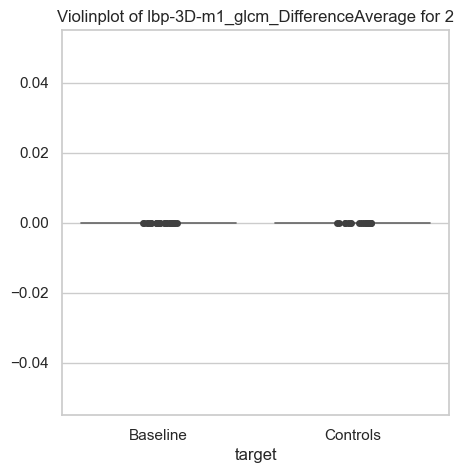 Violinplot of lbp-3D-m1_glcm_DifferenceAverage for 2
0.04
0.02
0.00
−0.02
−0.04
Baseline
Controls
target